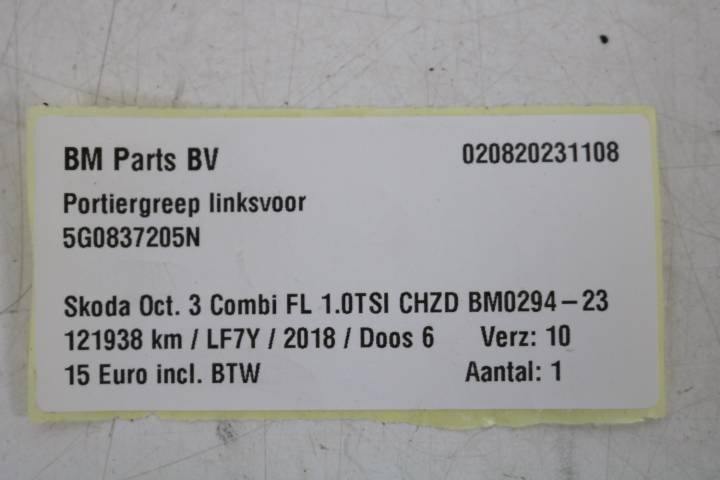 BM Parts BV 020820231108
Portiergreep linksvoor
5G0837205N
Skoda Oct. 3 Combi FL 1.0TSI CHZD BM0294-23
121938 km / LF7Y / 2018 / Doos 6 Verz: 10
15 Euro incl. BTW Aantal: 1